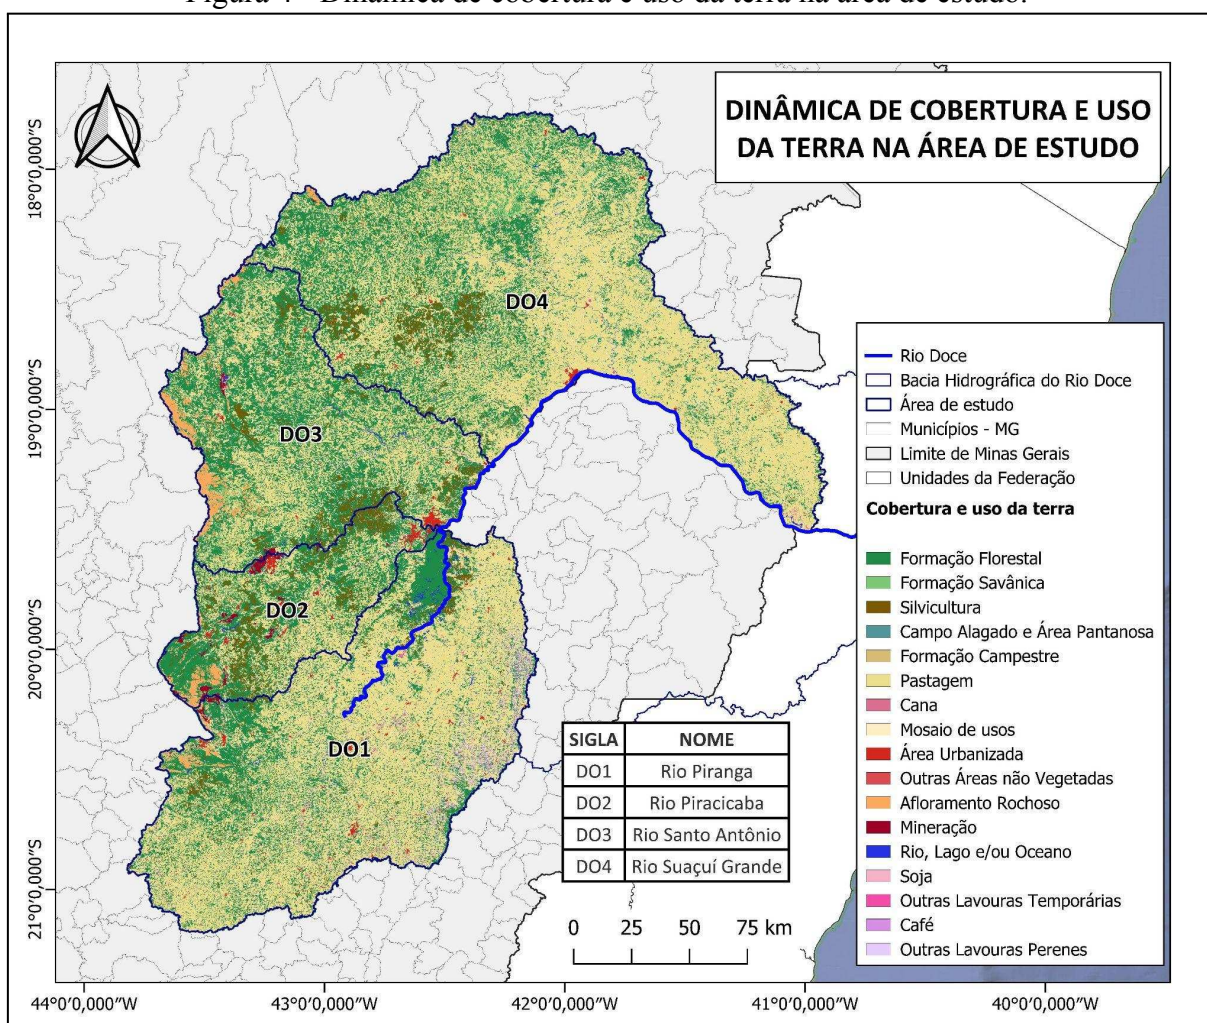 Figura 4 - Dinâmica de cobertura e uso da terra na área de estudo.
DINÂMICA DE COBERTURA E USO
DA TERRA NA ÁREA DE ESTUDO
18°0'0,000"S
19°0'0,000"S
20°0'0,000"S
21°0'0,000"S
DO4
DO3
DO2
DO1
Rio Doce
Bacia Hidrográfica do Rio Doce
Área de estudo
Municípios - MG
Limite de Minas Gerais
Unidades da Federação
Cobertura e uso da terra
Formação Florestal
Formação Savânica
Silvicultura
Campo Alagado e Área Pantanosa
Formação Campestre
Pastagem
Cana
Mosaio de usos
Área Urbanizada
Outras Áreas não Vegetadas
Afloramento Rochoso
Mineração
Rio, Lago e/ou Oceano
Soja
Outras Lavouras Temporárias
Café
Outras Lavouras Perenes
SIGLA NOME
DO1 Rio Piranga
DO2 Rio Piracicaba
DO3 Rio Santo Antônio
DO4 Rio Suaçuí Grande
0 25 50 75 km
44°0'0,000"W 43°0'0,000"W 42°0'0,000"W 41°0'0,000"W 40°0'0,000"W